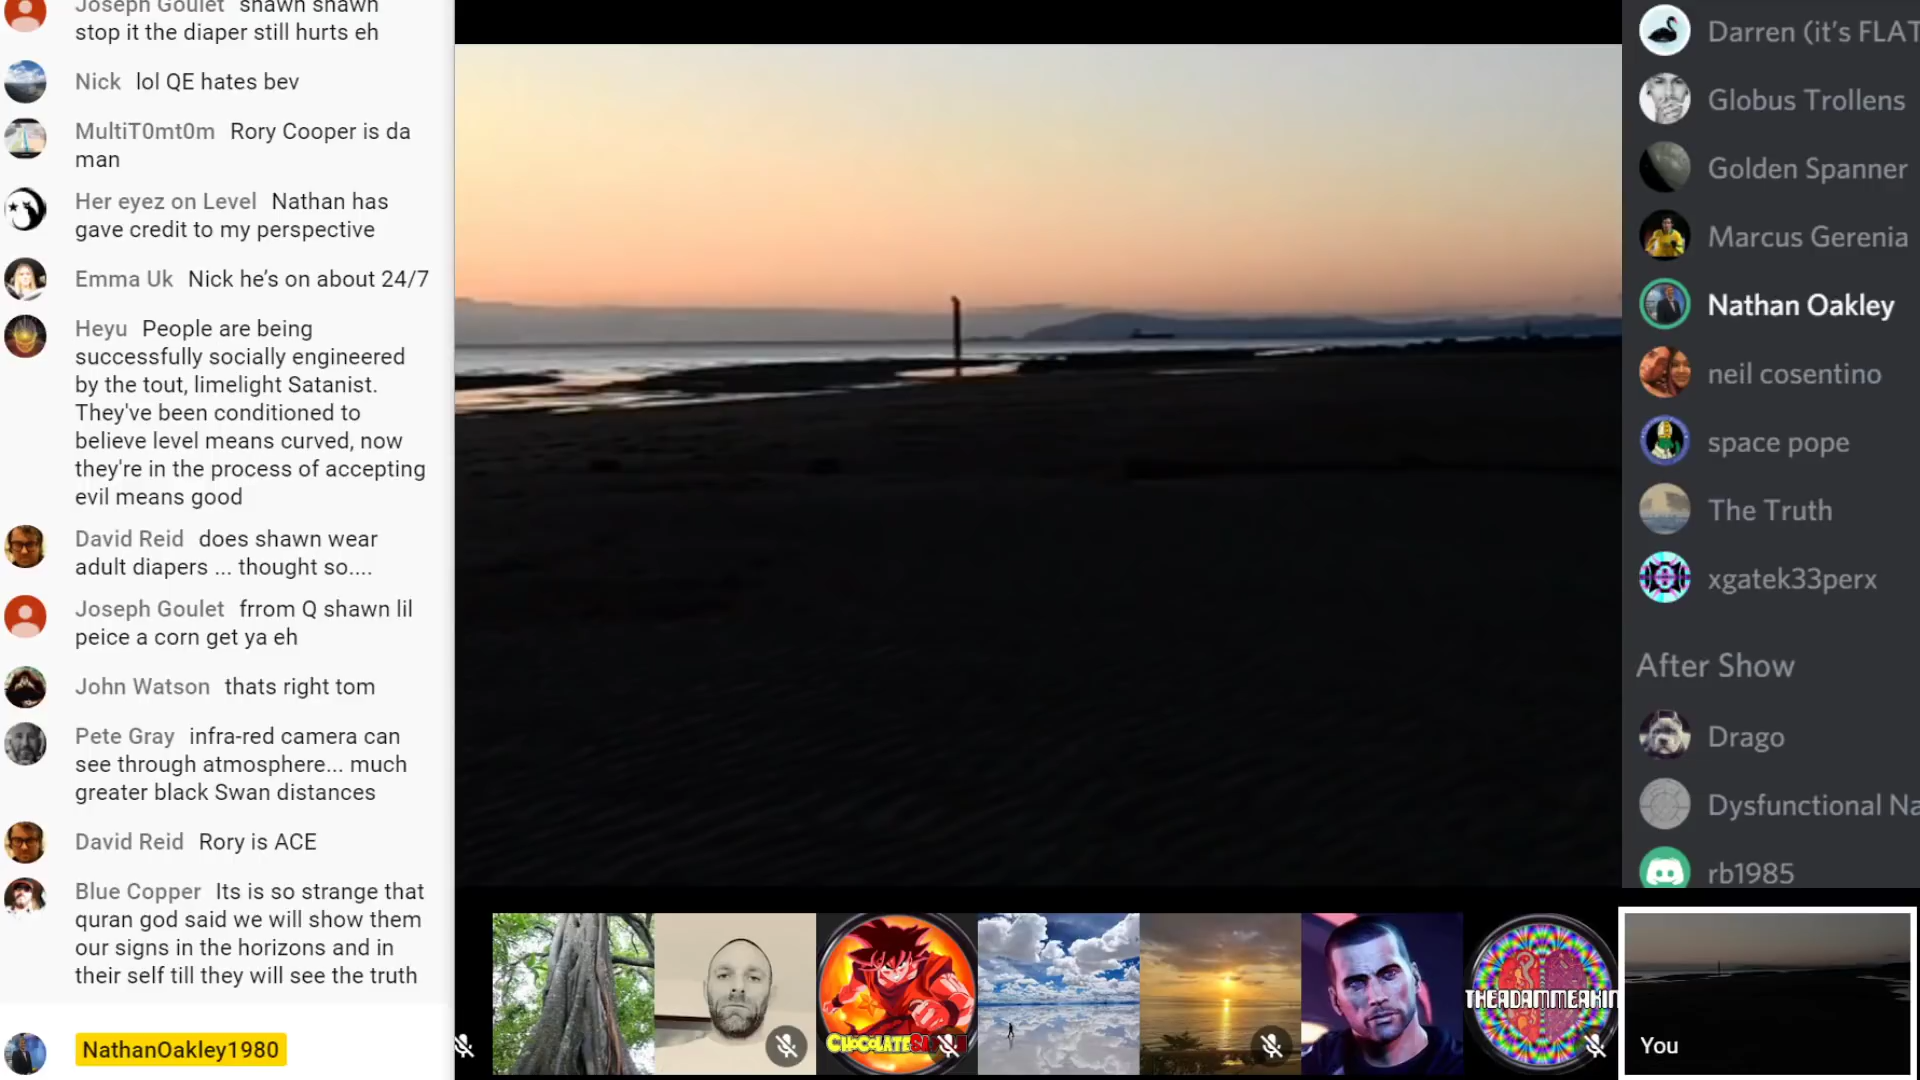 Joseph Goulet shawn shawn
stop it the diaper still hurts eh
Nick lol QE hates bev
MultiT0mt0m Rory Cooper is da
man
Her eyez on Level Nathan has
gave credit to my perspective
Emma Uk Nick he’s on about 24/7
Heyu People are being
successfully socially engineered
by the tout, limelight Satanist.
They've been conditioned to
believe level means curved, now
they're in the process of accepting
evil means good
David Reid does shawn wear
adult diapers ... thought so....
Joseph Goulet frrom Q shawn lil
peice a corn get ya eh
John Watson thats right tom
Pete Gray infra-red camera can
see through atmosphere... much
greater black Swan distances
David Reid Rory is ACE
Blue Copper Its is so strange that
quran god said we will show them
our signs in the horizons and in
their self till they will see the truth
NathanOakley1980
Darren (it’s FLAT
Globus Trollens
Golden Spanner
Marcus Gerenia
Nathan Oakley
neil cosentino
space pope
The Truth
xgatek33perx
After Show
Drago
Dysfunctional Na
rb1985
THEADAMMEAKIN
You